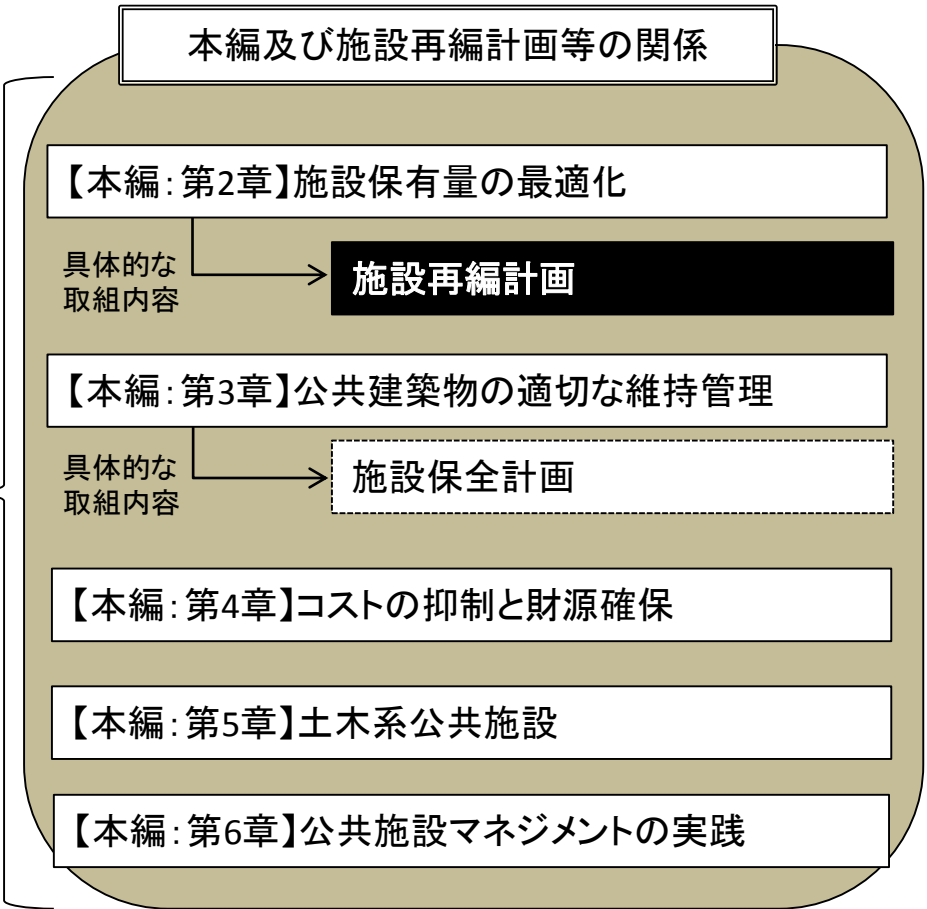 本編及び施設再編計画等の関係
【本編：第2章】施設保有量の最適化
具体的な
取組内容
施設再編計画
【本編：第3章】公共建築物の適切な維持管理
具体的な
取組内容
施設保全計画
【本編：第4章】コストの抑制と財源確保
【本編：第5章】土木系公共施設
【本編：第6章】公共施設マネジメントの実践